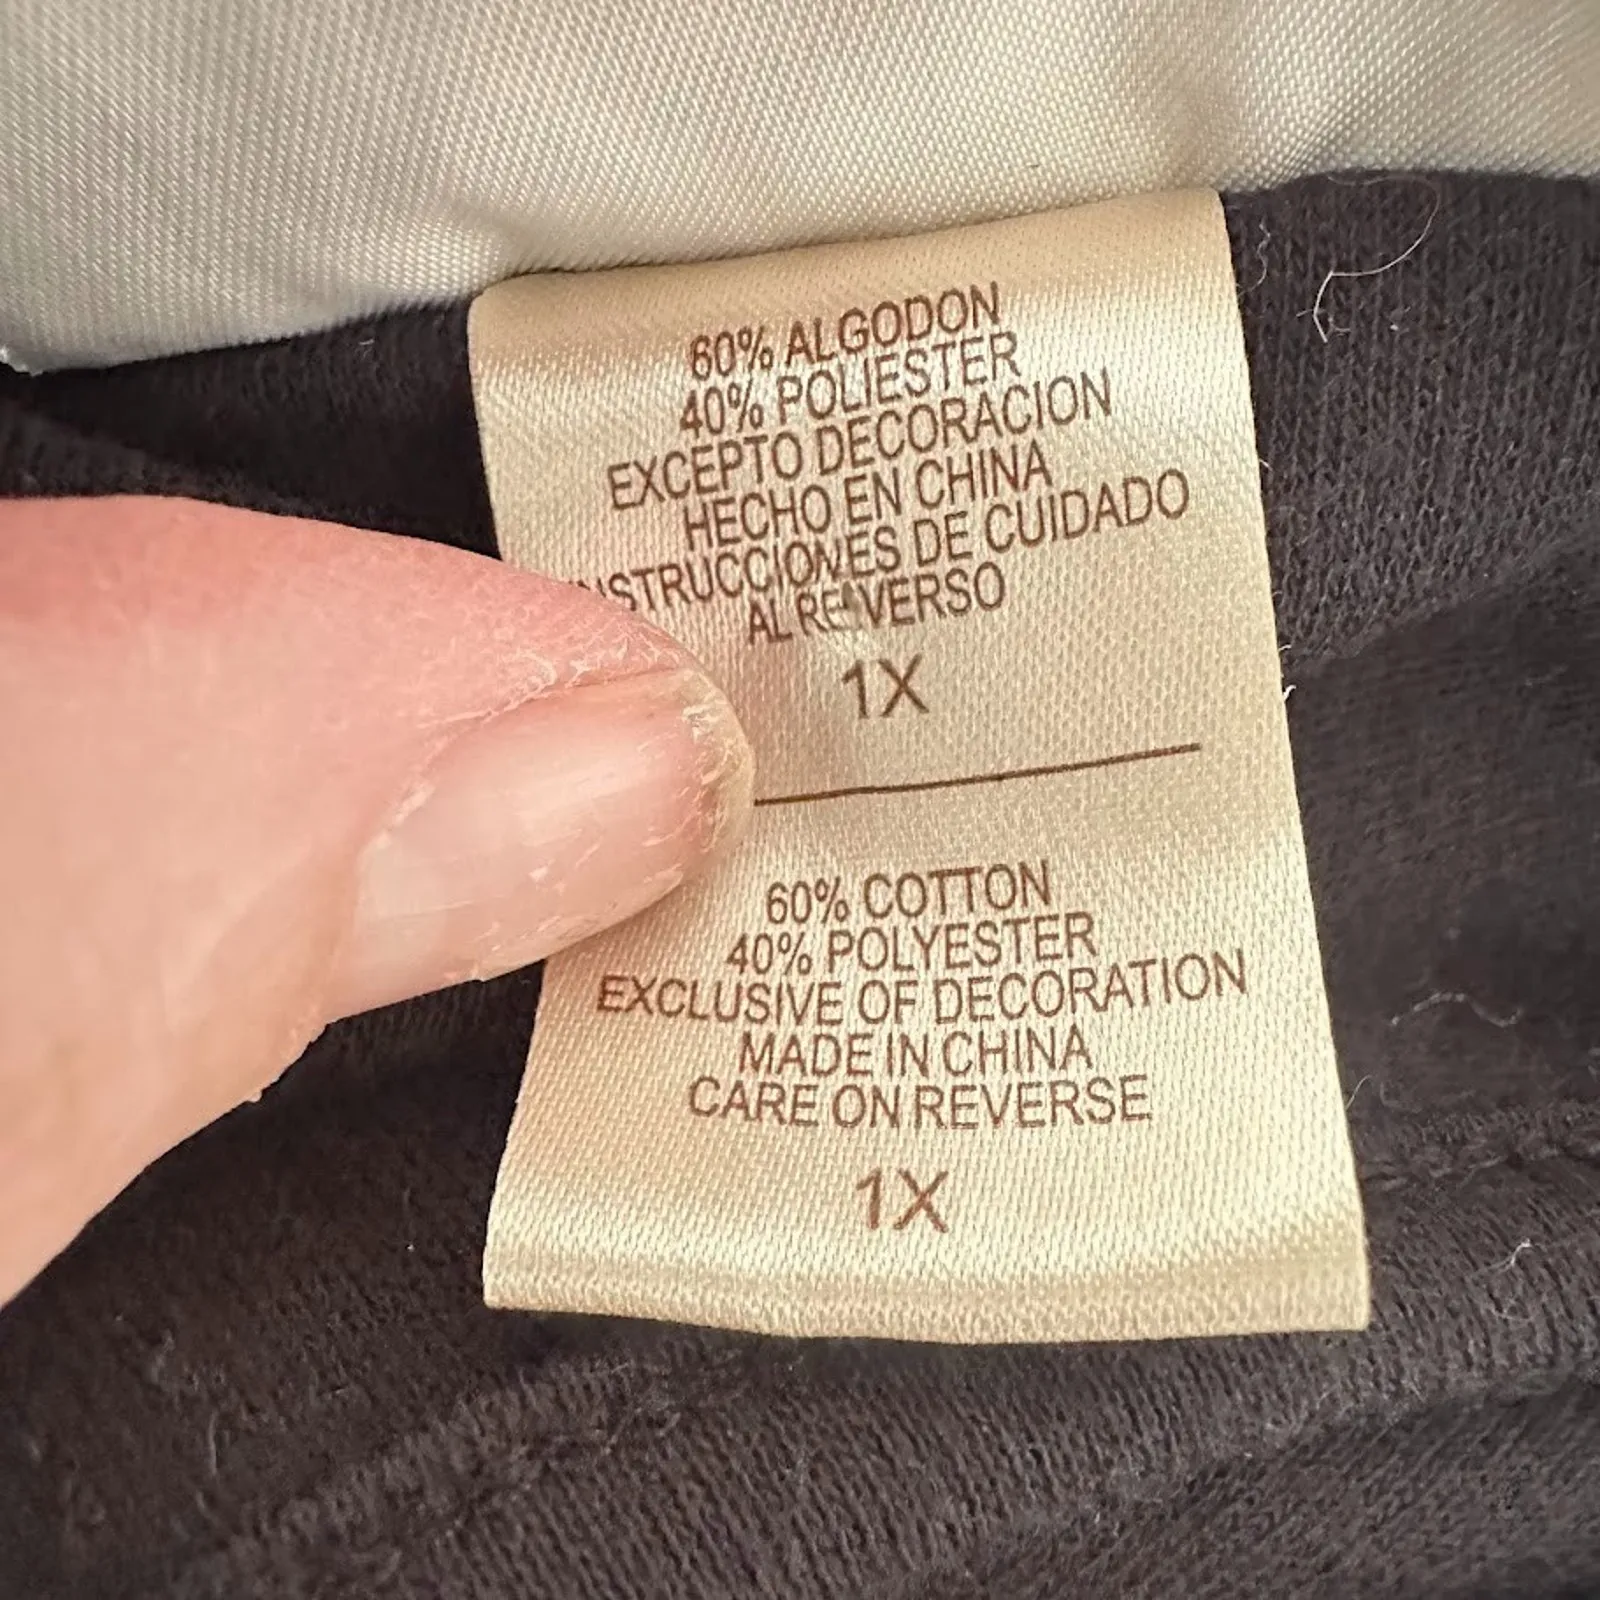 60% ALGODON
40% POLIESTER
EXCEPTO DECORACION
HECHO EN CHINA
INSTRUCCIONES DE CUIDADO
AL REVERSO
1X
60% COTTON
40% POLYESTER
EXCLUSIVE OF DECORATION
MADE IN CHINA
CARE ON REVERSE
1X